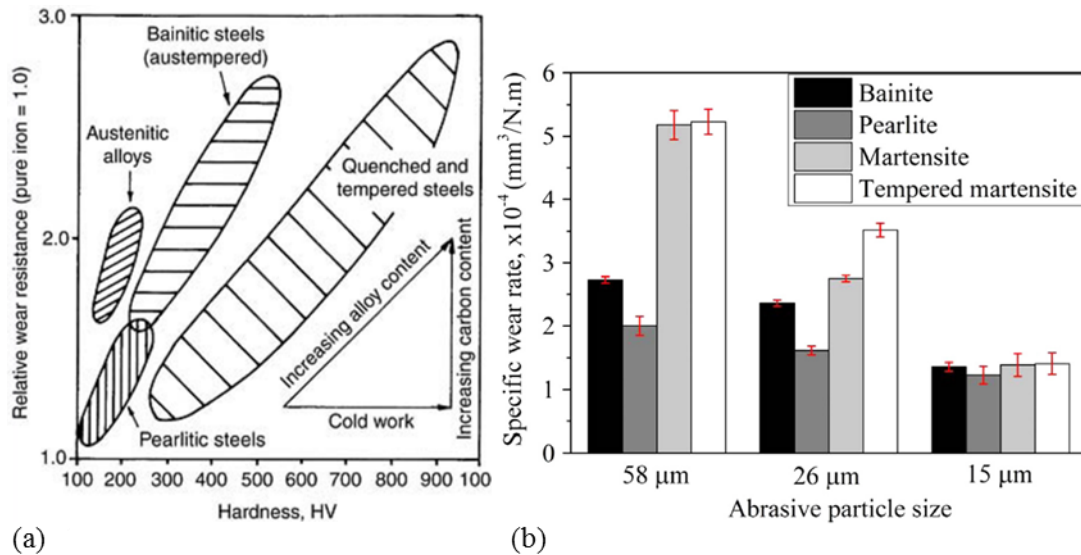 3.0
2.0
1.0
Relative wear resistance (pure iron = 1.0)
Bainitic steels
(austempered)
Austenitic
alloys
Quenched and
tempered steels
Pearlitic steels
Increasing alloy content
Increasing carbon content
Cold work
100 200 300 400 500 600 700 800 900 100
Hardness, HV
(a)
6
5
4
3
2
1
0
Specific wear rate, x10⁻⁴ (mm³/N.m)
Bainite
Pearlite
Martensite
Tempered martensite
58 μm 26 μm 15 μm
Abrasive particle size
(b)